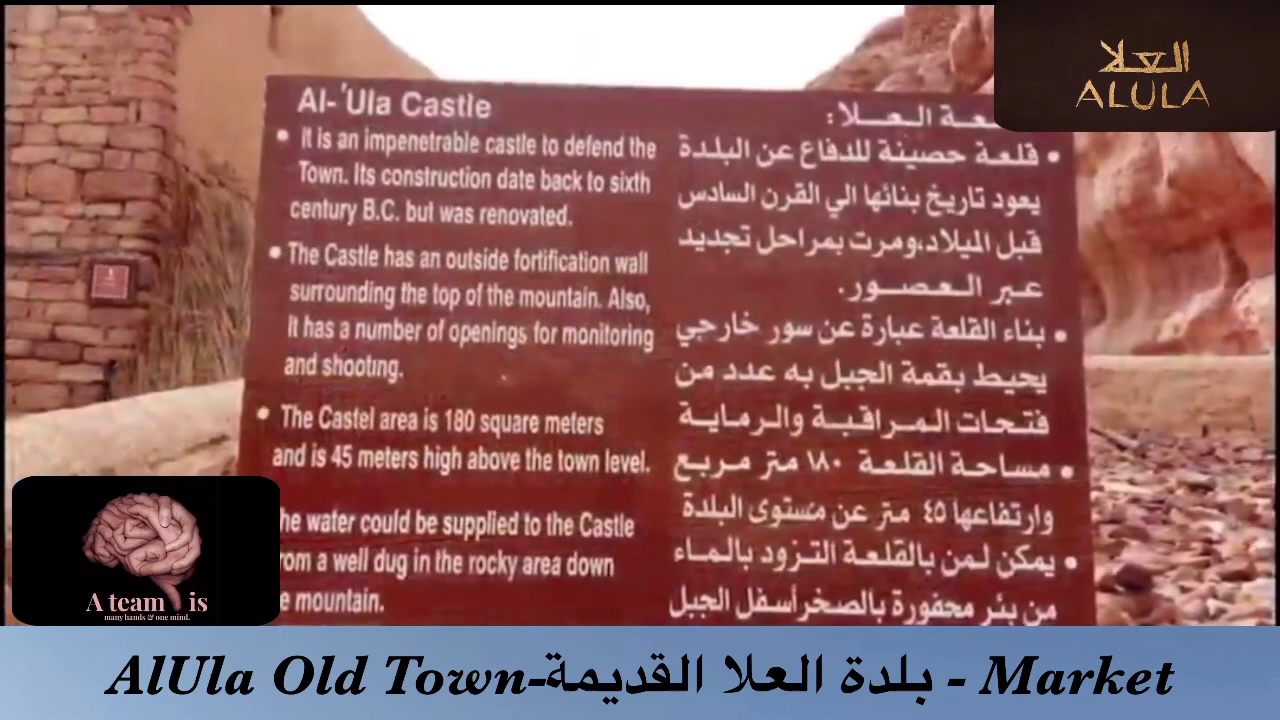 العلا
ALULA
Al-'Ula Castle
• It is an impenetrable castle to defend the
Town. Its construction date back to sixth
century B.C. but was renovated.
• The Castle has an outside fortification wall
surrounding the top of the mountain. Also,
it has a number of openings for monitoring
and shooting.
• The Castel area is 180 square meters
and is 45 meters high above the town level.
he water could be supplied to the Castle
rom a well dug in the rocky area down
e mountain.
العلا:
• قلعة حصينة للدفاع عن البلدة
يعود تاريخ بنائها الي القرن السادس
قبل الميلاد،ومرت بمراحل تجديد
عبر العصور.
• بناء القلعة عبارة عن سور خارجي
يحيط بقمة الجبل به عدد من
فتحات المراقبة والرماية
• مساحة القلعة ١٨٠ متر مربع
وارتفاعها ٤٥ متر عن مستوى البلدة
• يمكن لمن بالقلعة التزود بالماء
من بئر محفورة بالصخر أسفل الجبل
A team is
many hands & one mind.
AlUla Old Town-بلدة العلا القديمة - Market